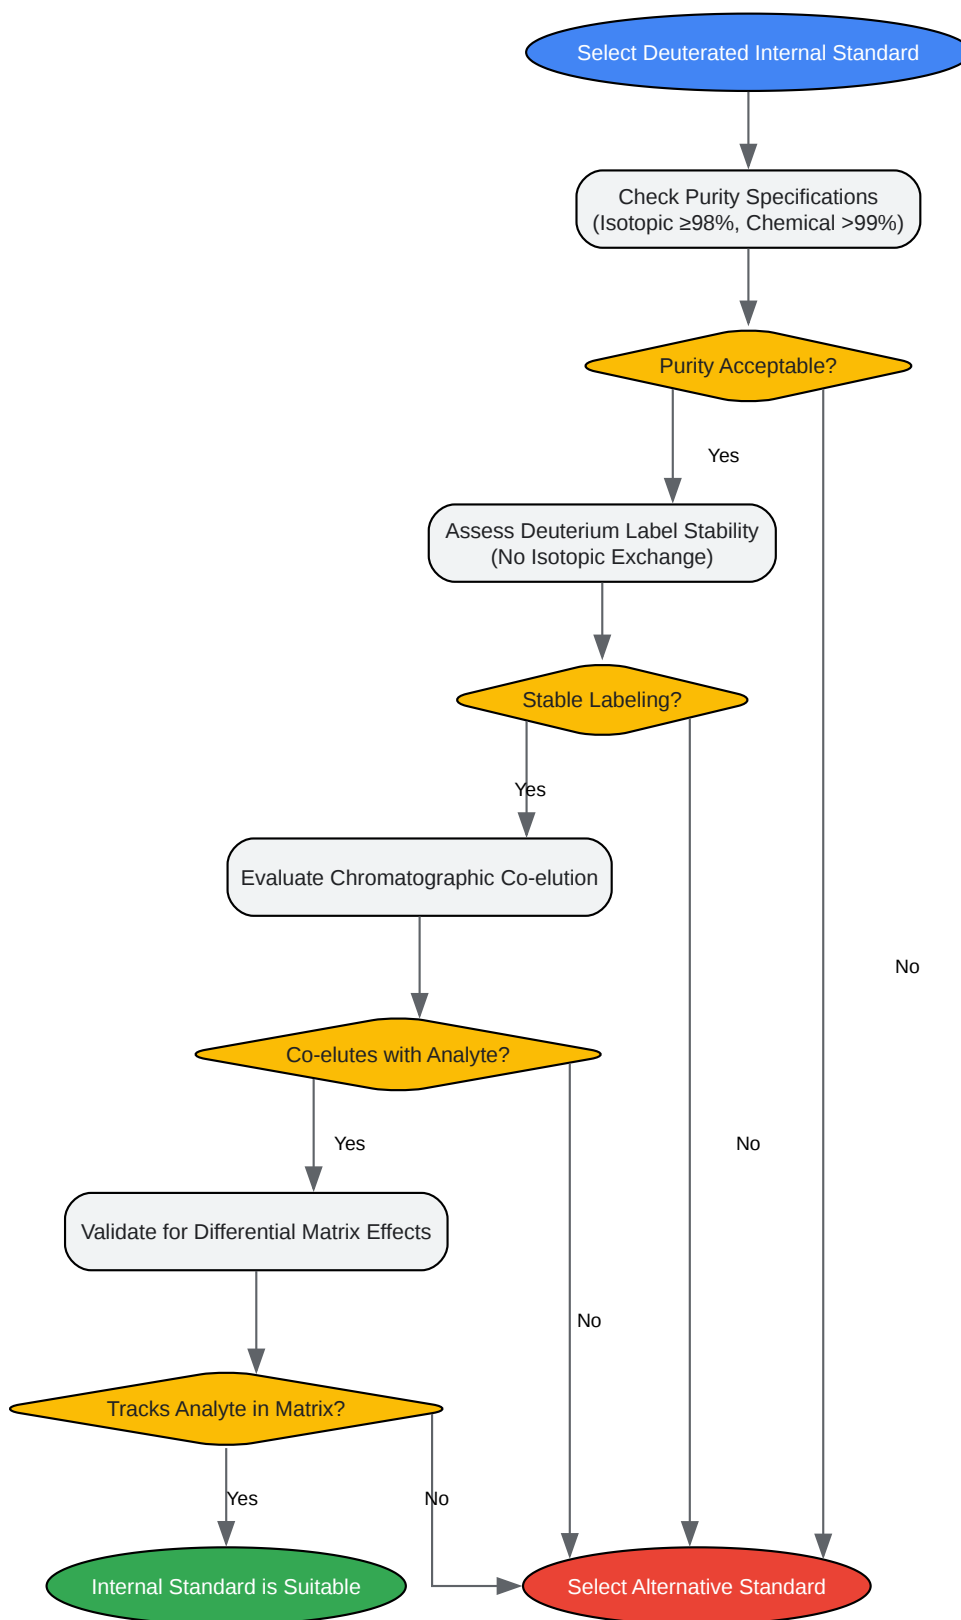 Select Deuterated Internal Standard
Check Purity Specifications
(Isotopic ≥98%, Chemical >99%)
Purity Acceptable?
Yes
Assess Deuterium Label Stability
(No Isotopic Exchange)
Stable Labeling?
Yes
Evaluate Chromatographic Co-elution
No
Co-elutes with Analyte?
Yes
No
Validate for Differential Matrix Effects
No
Tracks Analyte in Matrix?
Yes
No
Internal Standard is Suitable
Select Alternative Standard